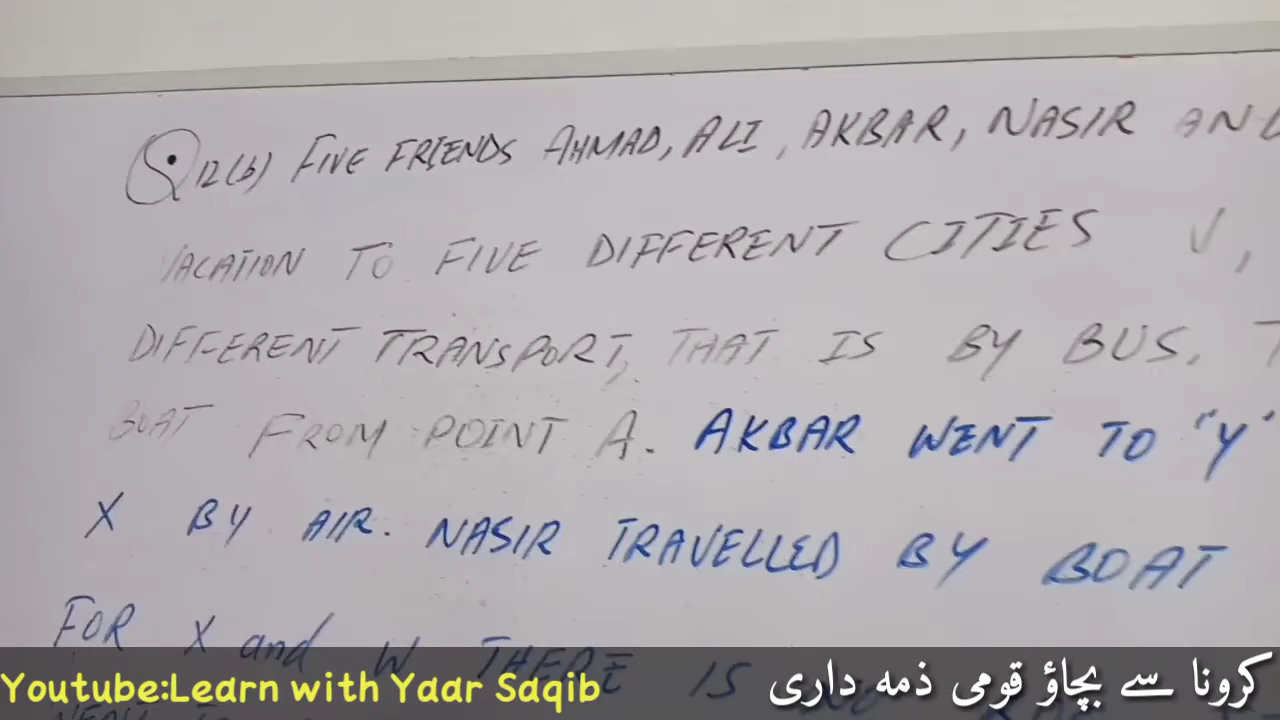 Q12(b) FIVE FRIENDS AHMAD, ALI, AKBAR, NASIR AND
VACATION TO FIVE DIFFERENT CITIES V,
DIFFERENT TRANSPORT, THAT IS BY BUS.
BOAT FROM POINT A. AKBAR WENT TO "Y"
X BY AIR. NASIR TRAVELLED BY BOAT
FOR X and W THERE IS
Youtube:Learn with Yaar Saqib
کرونا سے بچاؤ قومی ذمہ داری